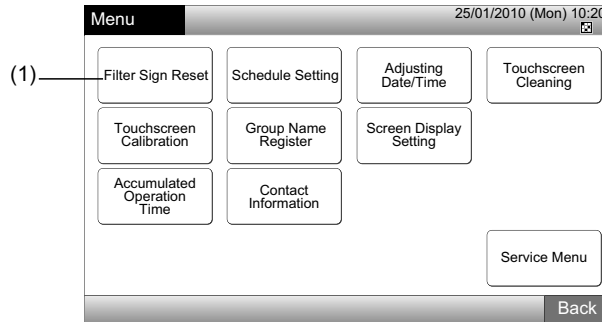 Menu
25/01/2010 (Mon) 10:20
(1)
Filter Sign Reset
Schedule Setting
Adjusting
Date/Time
Touchscreen
Cleaning
Touchscreen
Calibration
Group Name
Register
Screen Display
Setting
Accumulated
Operation
Time
Contact
Information
Service Menu
Back